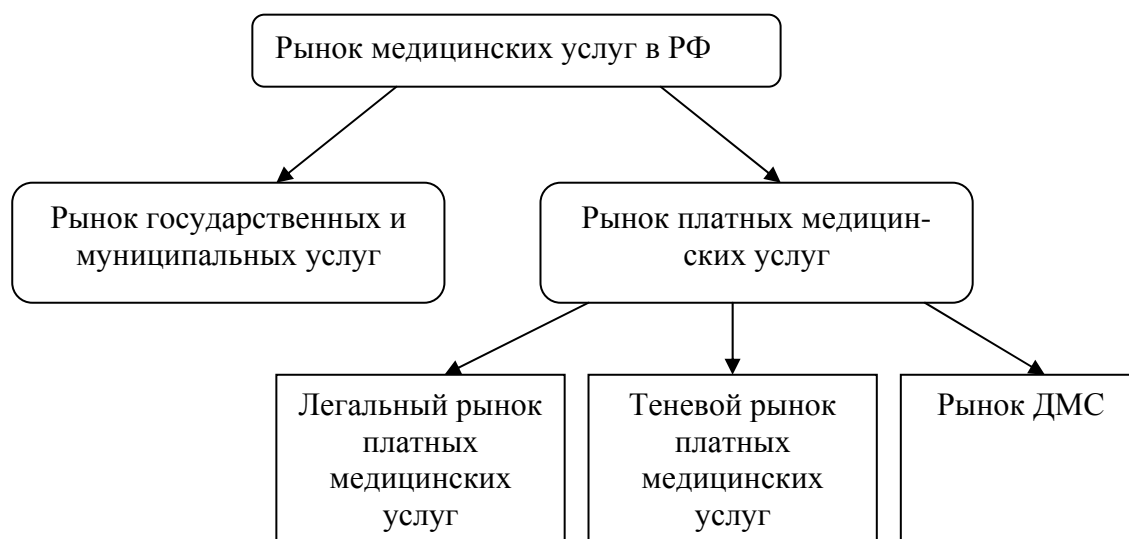 Рынок медицинских услуг в РФ
Рынок государственных и
муниципальных услуг
Рынок платных медицин-
ских услуг
Легальный рынок
платных
медицинских
услуг
Теневой рынок
платных
медицинских
услуг
Рынок ДМС